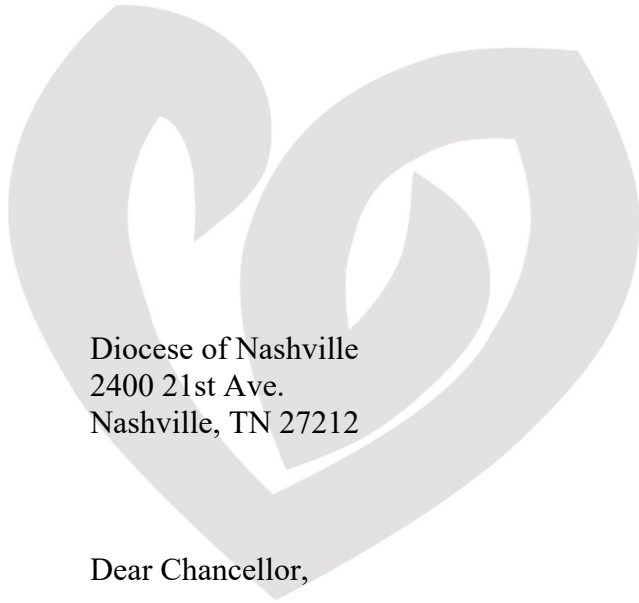 Diocese of Nashville
2400 21st Ave.
Nashville, TN 27212
Dear Chancellor,